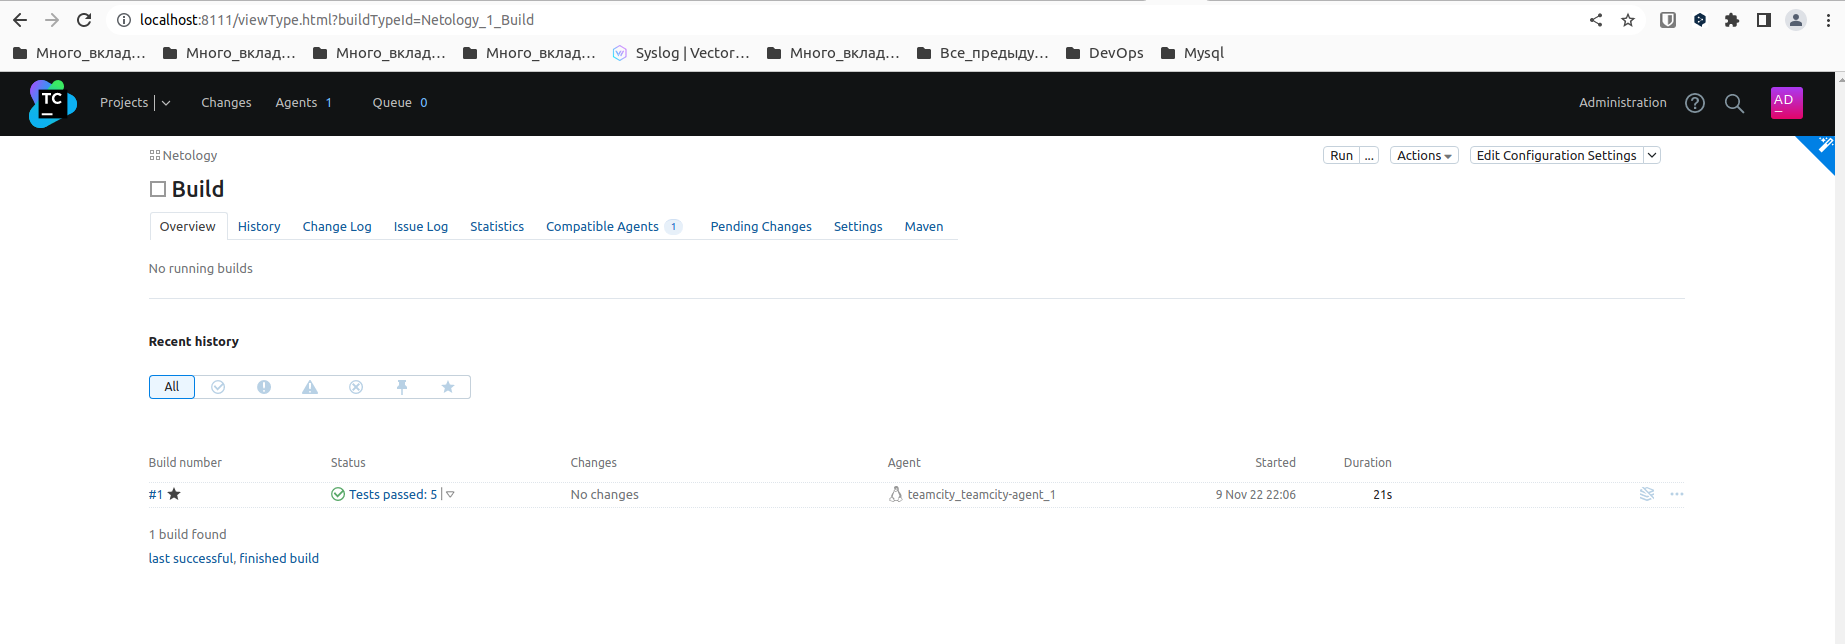 localhost:8111/viewType.html?buildTypeId=Netology_1_Build
Много_вклад... Много_вклад... Много_вклад... Много_вклад... Syslog | Vector... Много_вклад... Все_предыду... DevOps Mysql
TC Projects Changes Agents 1 Queue 0 Administration AD
Netology Run ... Actions Edit Configuration Settings
Build
Overview History Change Log Issue Log Statistics Compatible Agents 1 Pending Changes Settings Maven
No running builds
Recent history
All
Build number Status Changes Agent Started Duration
#1 Tests passed: 5 No changes teamcity_teamcity-agent_1 9 Nov 22 22:06 21s
1 build found
last successful, finished build